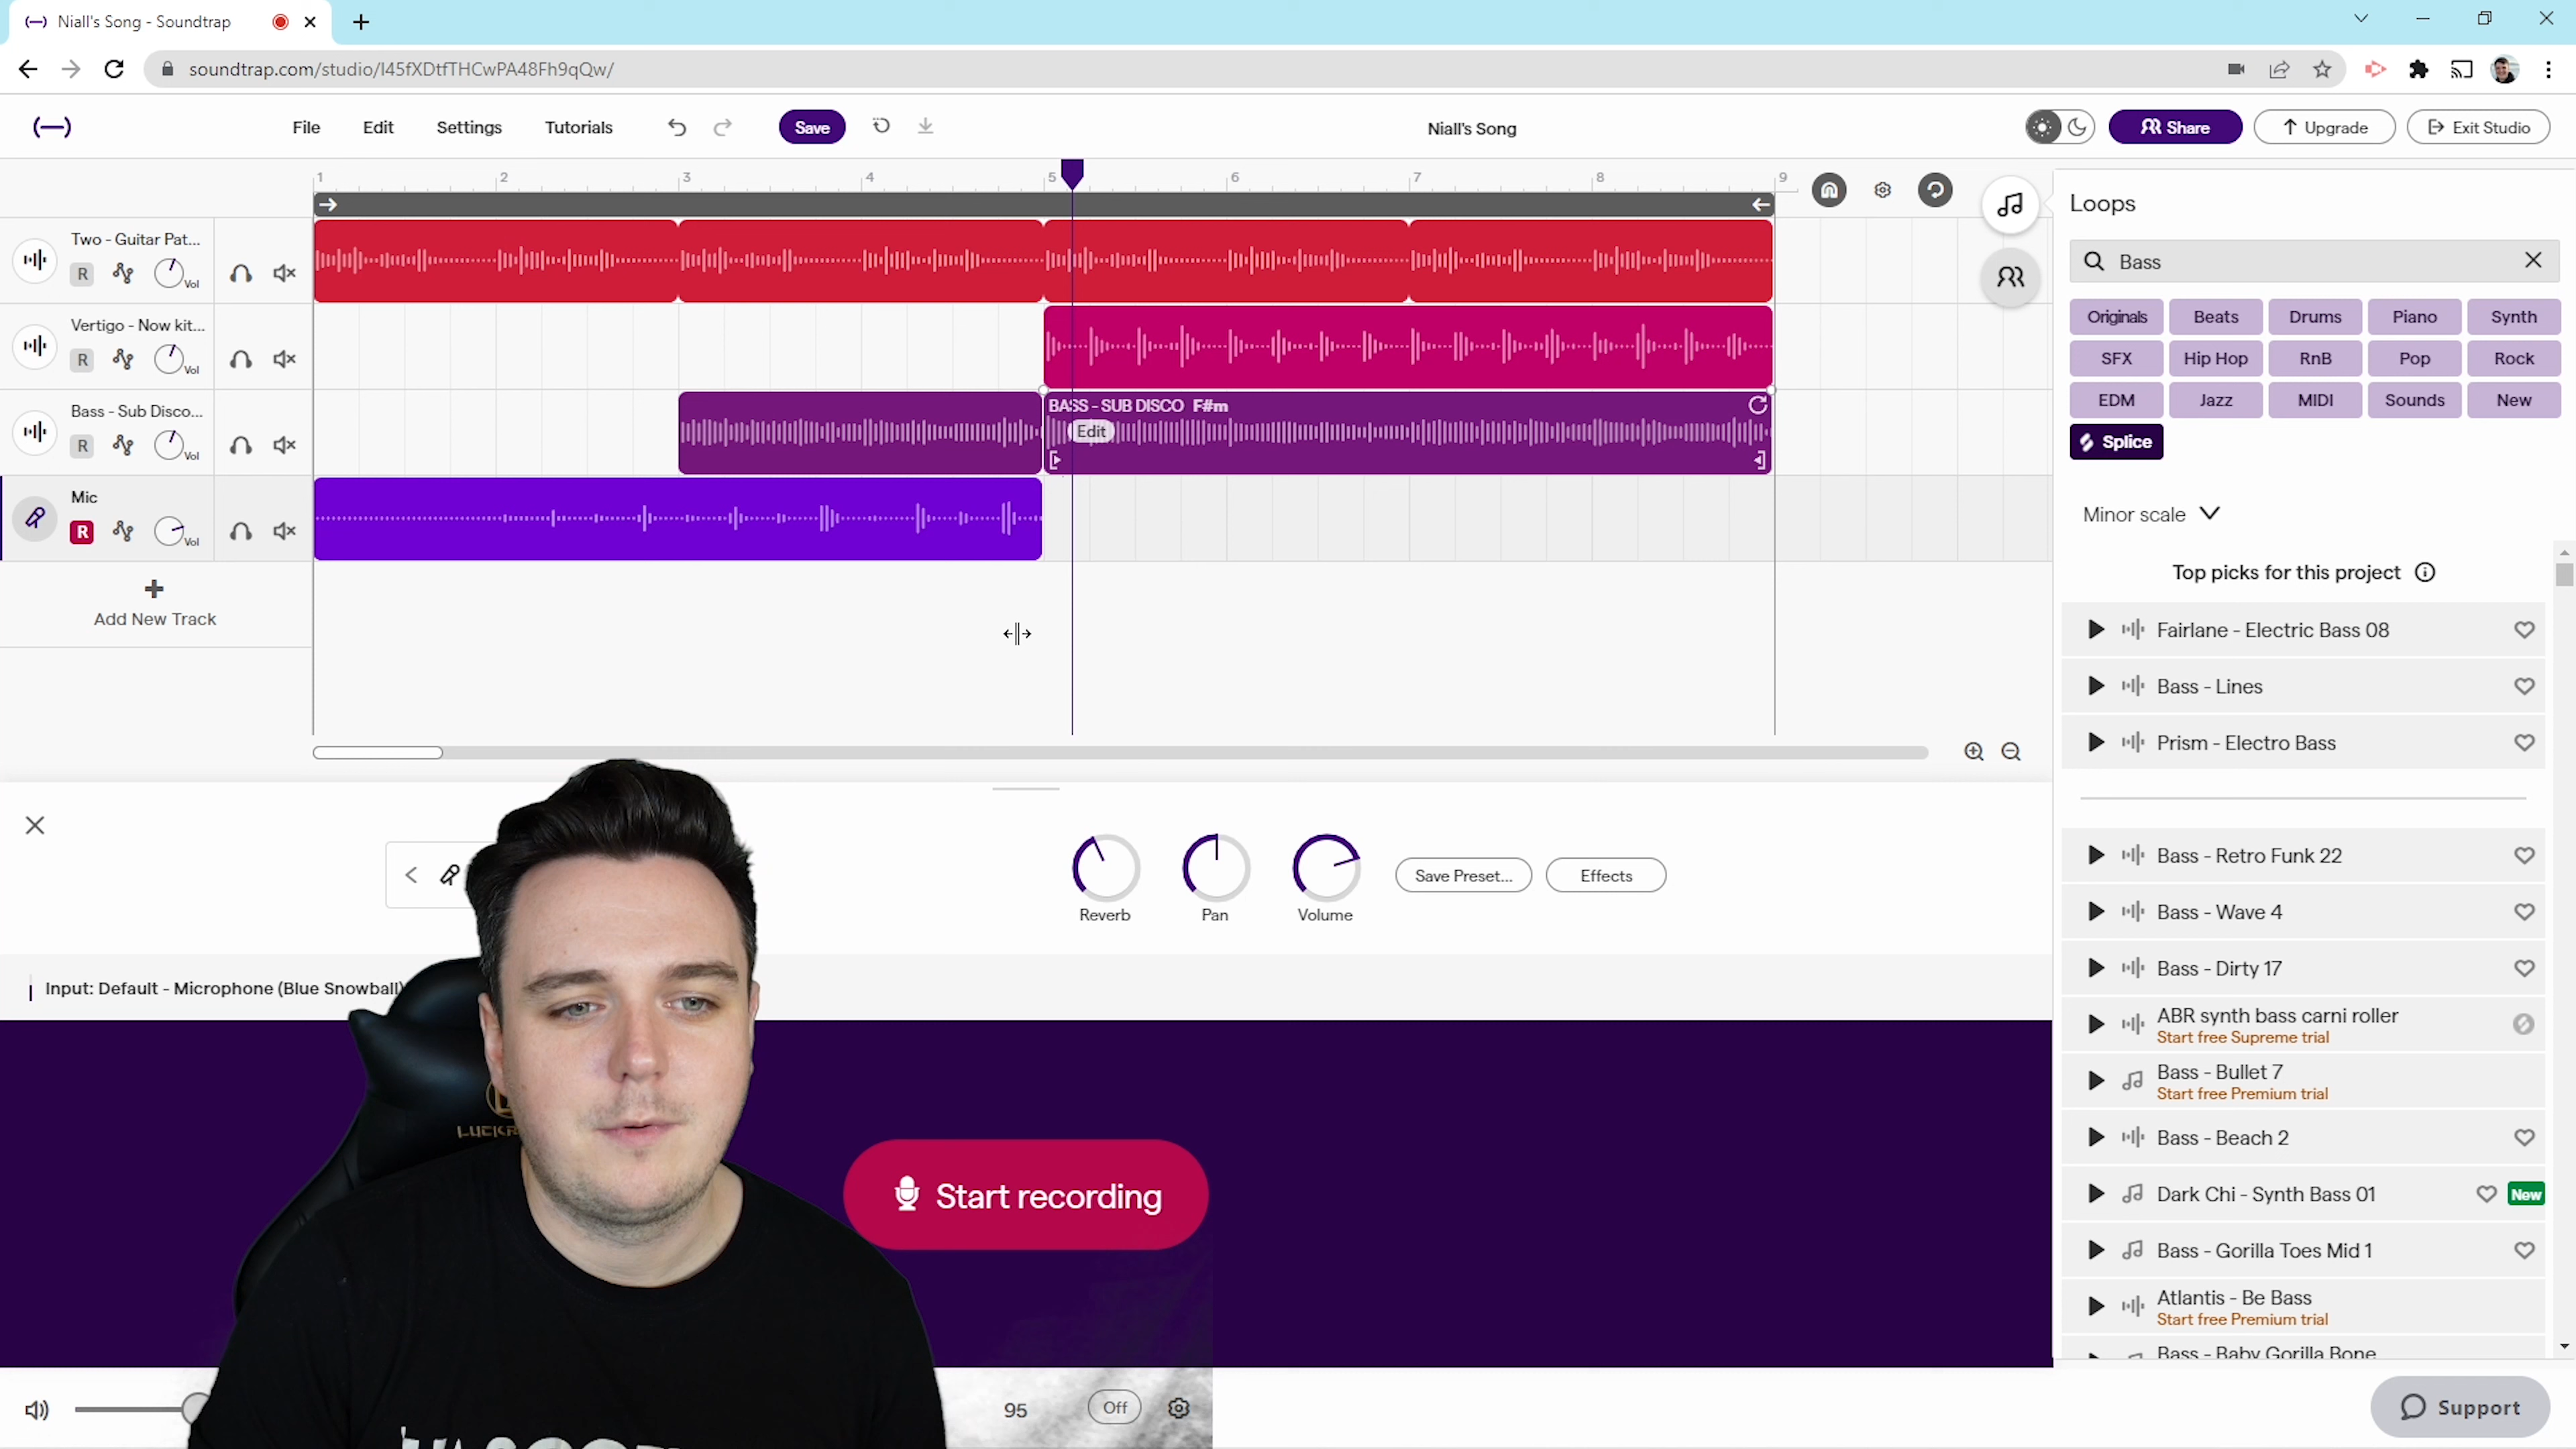 Niall's Song - Soundtrap
soundtrap.com/studio/I45fXDtfTHCwPA48Fh9qQw/
File Edit Settings Tutorials Save Niall's Song Share Upgrade Exit Studio
1 2 3 4 5 6 7 8 9
Two - Guitar Pat...
R Vol
Vertigo - Now kit...
R Vol
Bass - Sub Disco...
R Vol
BASS - SUB DISCO F#m
Edit
Mic
R Vol
Add New Track
Loops
Bass
Originals Beats Drums Piano Synth
SFX Hip Hop RnB Pop Rock
EDM Jazz MIDI Sounds New
Splice
Minor scale
Top picks for this project
Fairlane - Electric Bass 08
Bass - Lines
Prism - Electro Bass
Bass - Retro Funk 22
Bass - Wave 4
Bass - Dirty 17
ABR synth bass carni roller
Start free Supreme trial
Bass - Bullet 7
Start free Premium trial
Bass - Beach 2
Dark Chi - Synth Bass 01 New
Bass - Gorilla Toes Mid 1
Atlantis - Be Bass
Start free Premium trial
Bass - Baby Gorilla Bone
Reverb Pan Volume Save Preset... Effects
Input: Default - Microphone (Blue Snowball)
Start recording
95 Off
Support